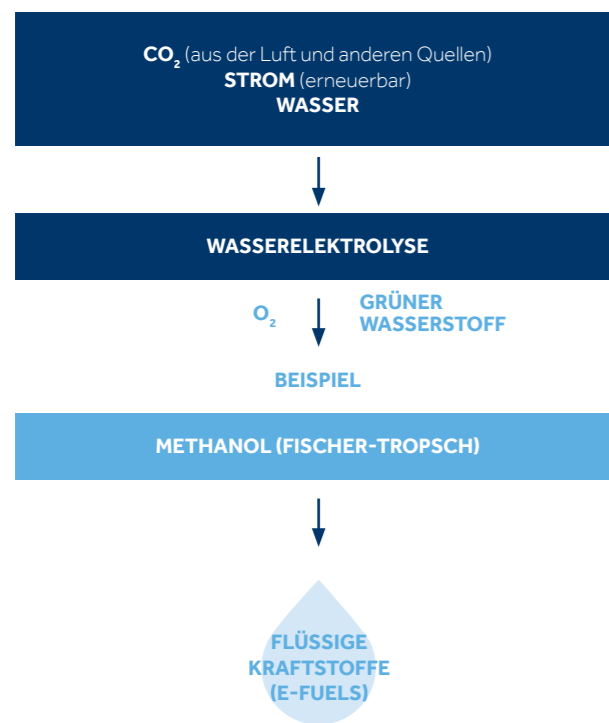 CO₂ (aus der Luft und anderen Quellen)
STROM (erneuerbar)
WASSER
WASSERELEKTROLYSE
O₂
GRÜNER
WASSERSTOFF
BEISPIEL
METHANOL (FISCHER-TROPSCH)
FLÜSSIGE
KRAFTSTOFFE
(E-FUELS)